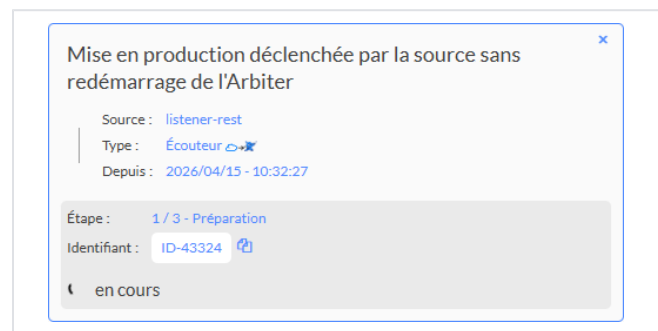 Mise en production déclenchée par la source sans
redémarrage de l'Arbiter
Source : listener-rest
Type : Écouteur
Depuis : 2026/04/15 - 10:32:27
Étape : 1 / 3 - Préparation
Identifiant : ID-43324
en cours